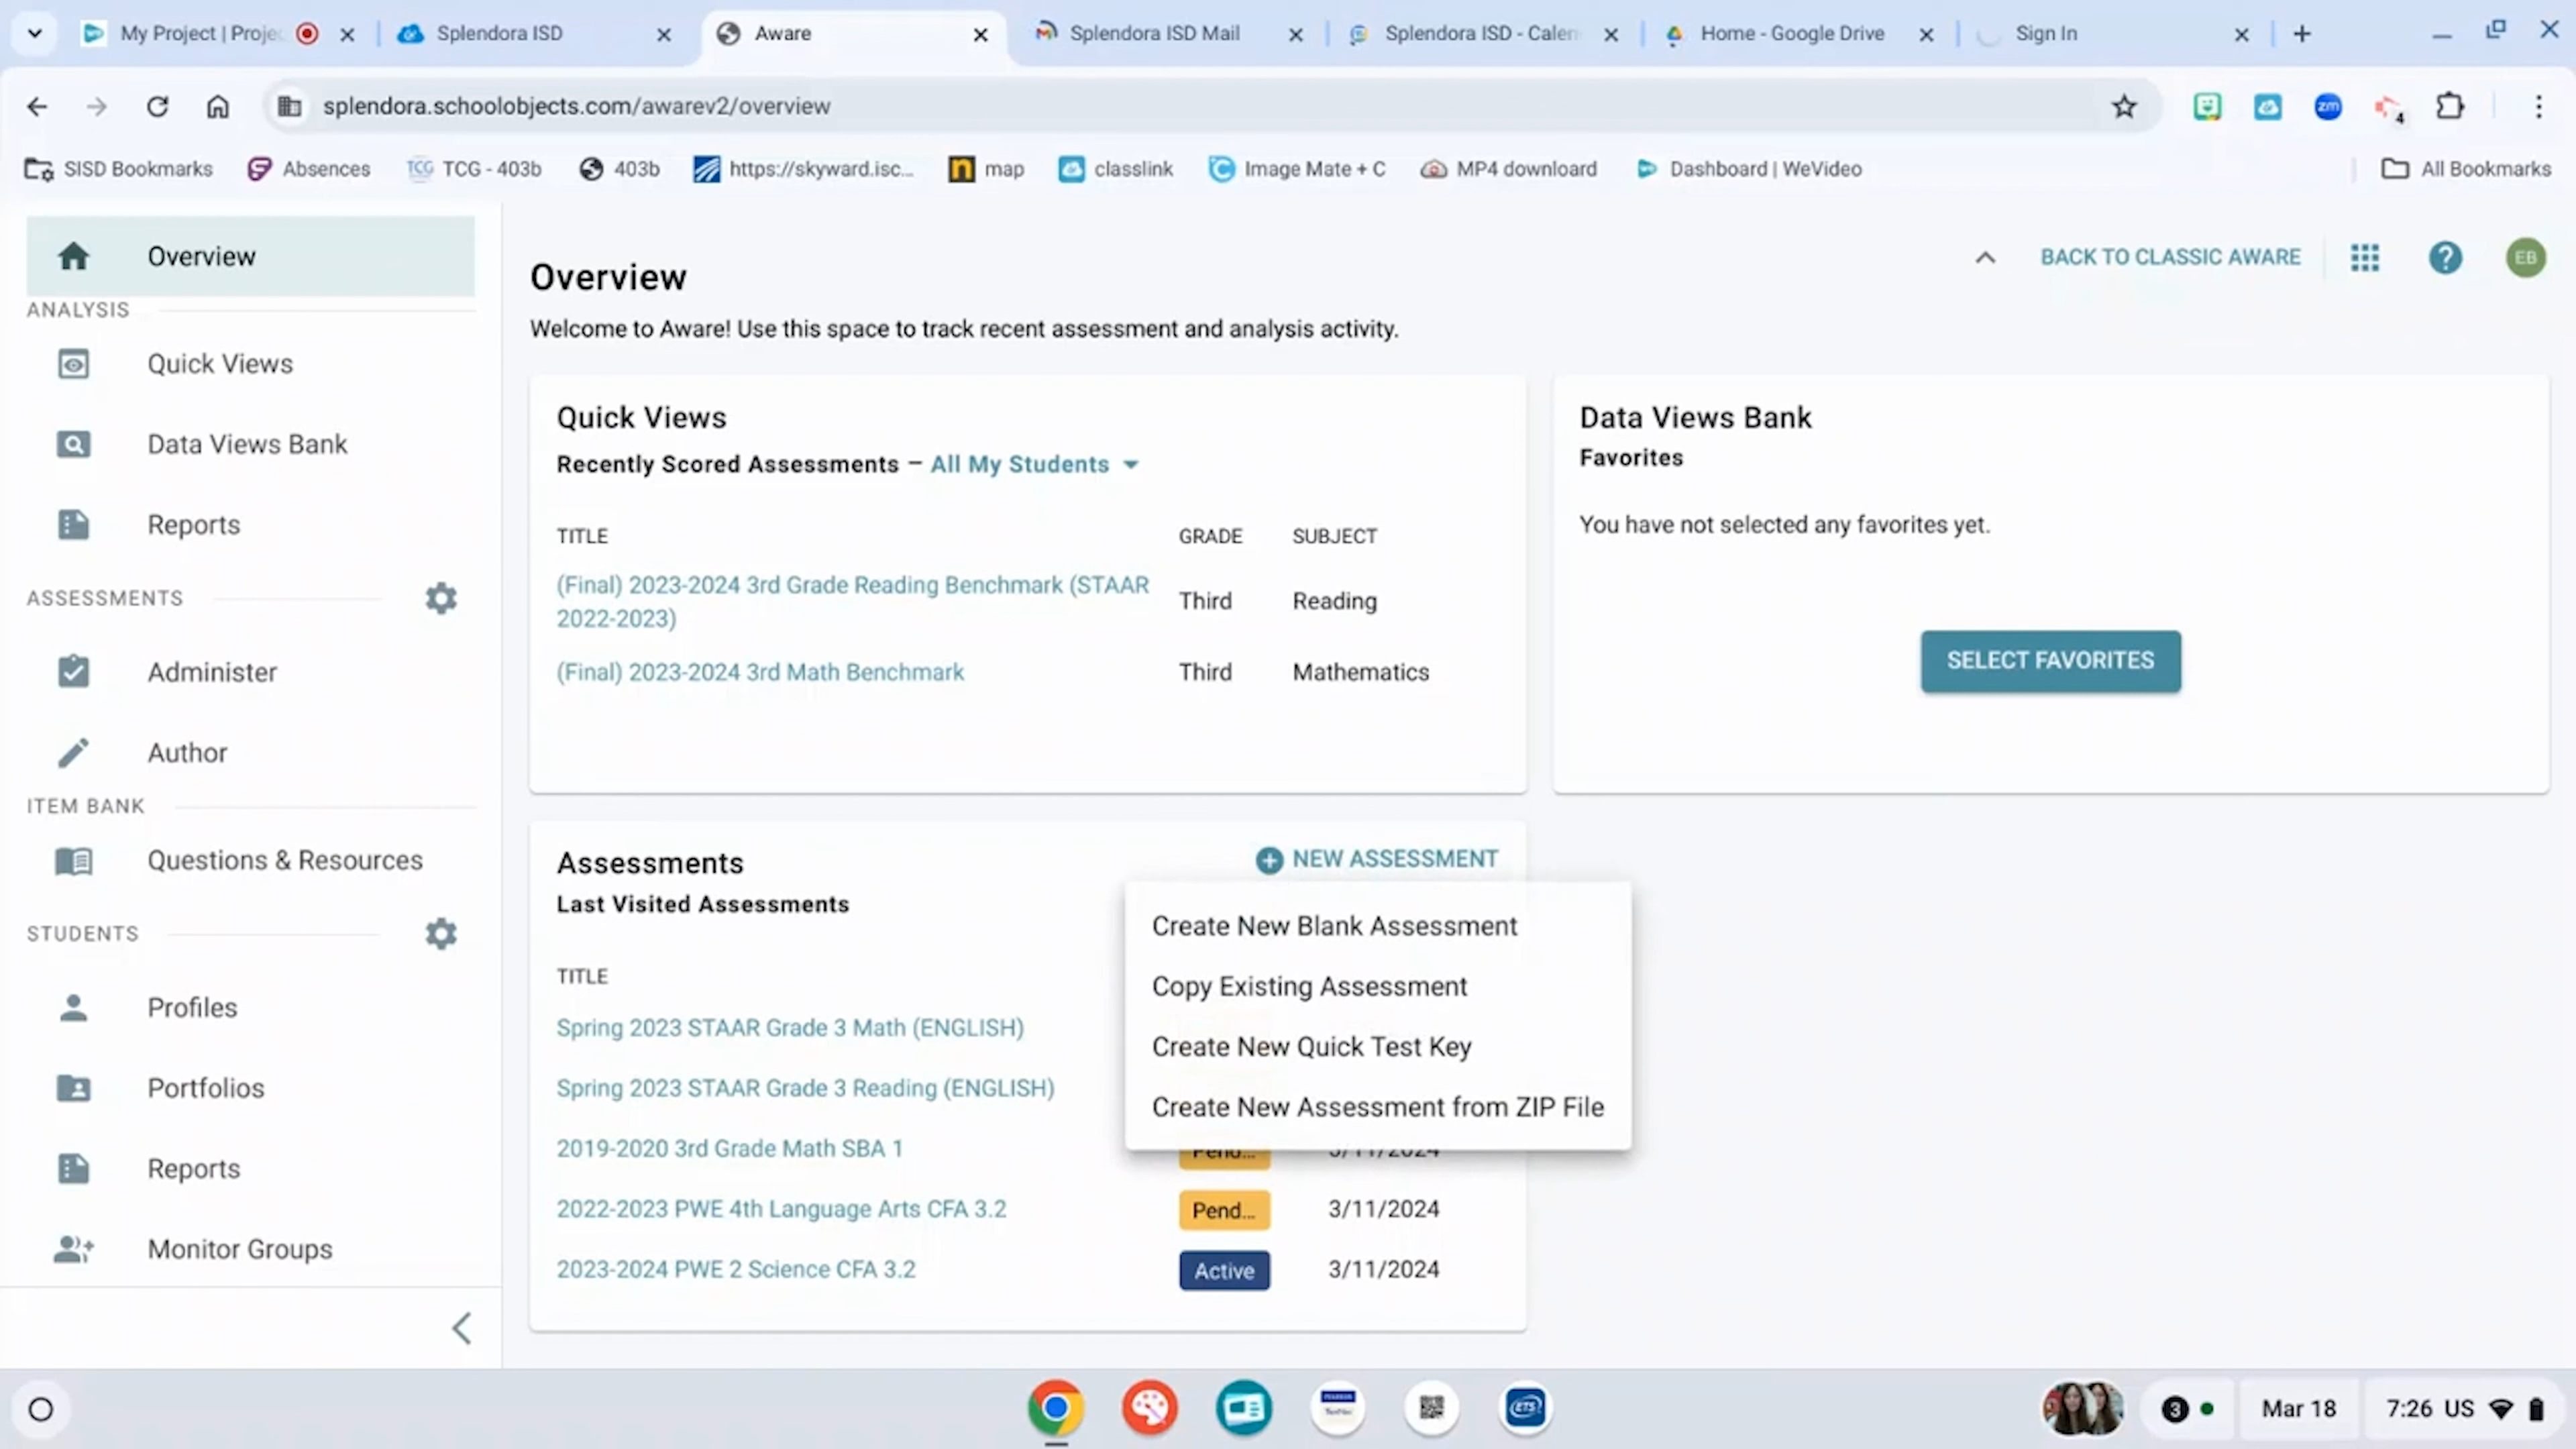 My Project | Projec
Splendora ISD
Aware
Splendora ISD Mail
Splendora ISD - Calen
Home - Google Drive
Sign In
splendora.schoolobjects.com/awarev2/overview
zm
4
SISD Bookmarks
Absences
TCG TCG - 403b
403b
https://skyward.isc...
n map
classlink
Image Mate + C
MP4 download
Dashboard | WeVideo
All Bookmarks
Overview
ANALYSIS
Quick Views
Data Views Bank
Reports
ASSESSMENTS
Administer
Author
ITEM BANK
Questions & Resources
STUDENTS
Profiles
Portfolios
Reports
Monitor Groups
Overview
BACK TO CLASSIC AWARE
?
EB
Welcome to Aware! Use this space to track recent assessment and analysis activity.
Quick Views
Recently Scored Assessments – All My Students
TITLE GRADE SUBJECT
(Final) 2023-2024 3rd Grade Reading Benchmark (STAAR
2022-2023)
Third Reading
(Final) 2023-2024 3rd Math Benchmark Third Mathematics
Data Views Bank
Favorites
You have not selected any favorites yet.
SELECT FAVORITES
Assessments
NEW ASSESSMENT
Last Visited Assessments
Create New Blank Assessment
Copy Existing Assessment
Create New Quick Test Key
Create New Assessment from ZIP File
TITLE
Spring 2023 STAAR Grade 3 Math (ENGLISH)
Spring 2023 STAAR Grade 3 Reading (ENGLISH)
2019-2020 3rd Grade Math SBA 1 Pend... 3/11/2024
2022-2023 PWE 4th Language Arts CFA 3.2 Pend... 3/11/2024
2023-2024 PWE 2 Science CFA 3.2 Active 3/11/2024
ETS
3
Mar 18
7:26 US